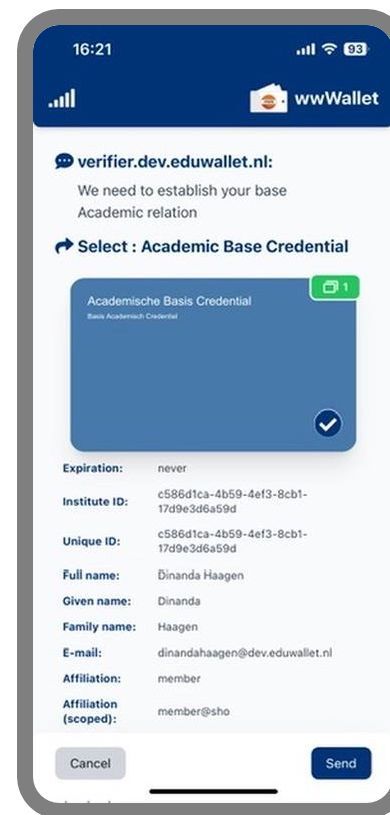 16:21
93
wwWallet
verifier.dev.eduwallet.nl:
We need to establish your base
Academic relation
Select : Academic Base Credential
1
Academische Basis Credential
Basis Academisch Credential
Expiration: never
Institute ID: c586d1ca-4b59-4ef3-8cb1-
17d9e3d6a59d
Unique ID: c586d1ca-4b59-4ef3-8cb1-
17d9e3d6a59d
Full name: Dinanda Haagen
Given name: Dinanda
Family name: Haagen
E-mail: dinandahaagen@dev.eduwallet.nl
Affiliation: member
Affiliation
(scoped): member@sho
Cancel
Send